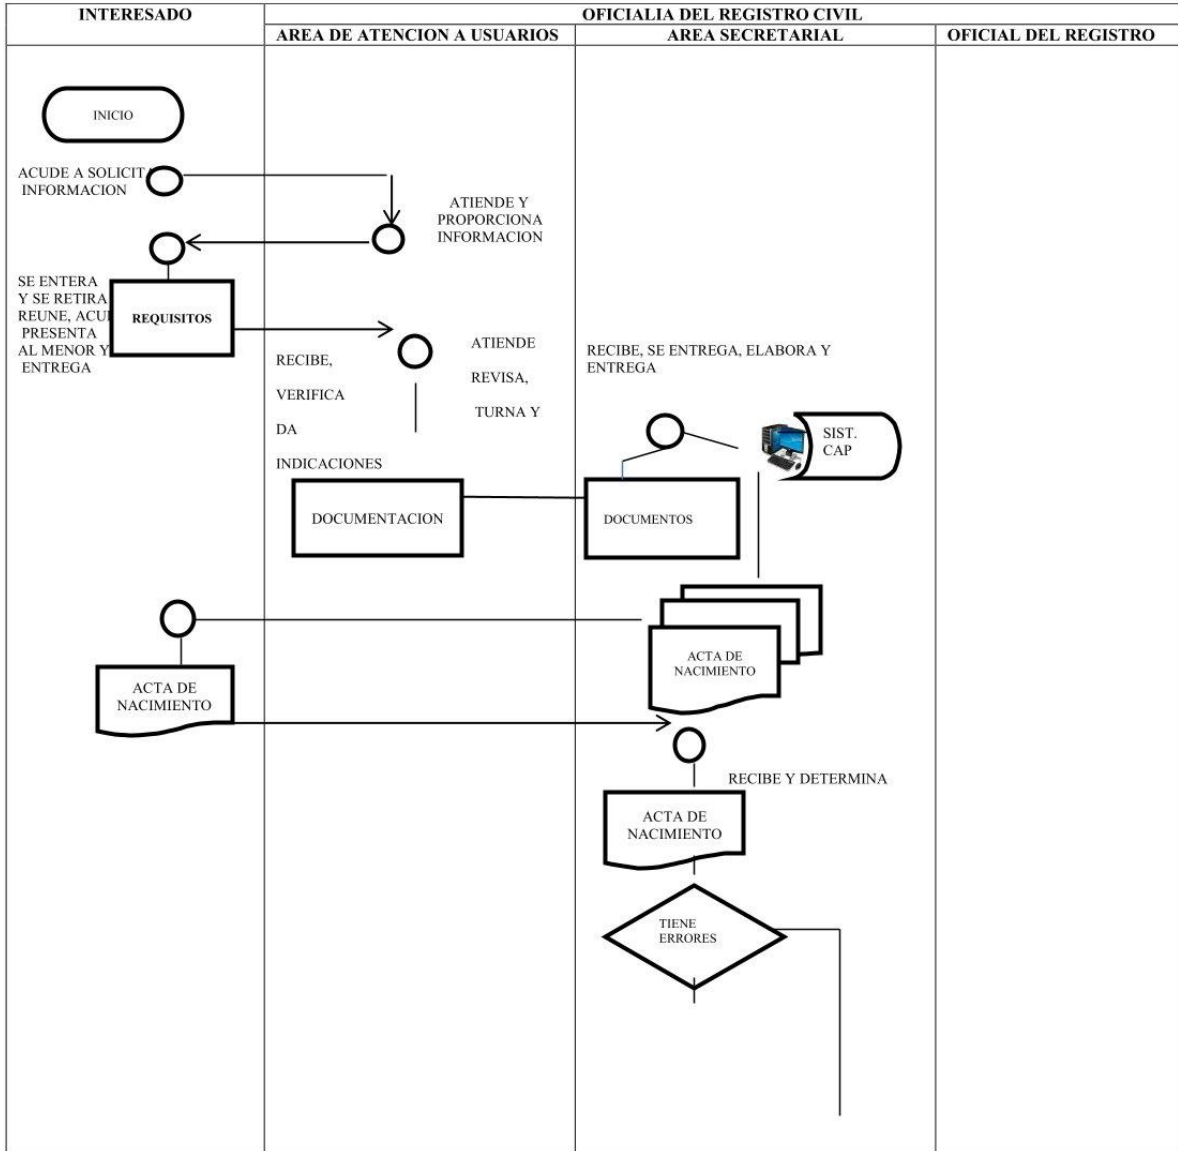 INTERESADO
OFICIALIA DEL REGISTRO CIVIL
AREA DE ATENCION A USUARIOS
AREA SECRETARIAL
OFICIAL DEL REGISTRO
INICIO
ACUDE A SOLICITA
INFORMACION
ATIENDE Y
PROPORCIONA
INFORMACION
SE ENTERA
Y SE RETIRA
REUNE, ACU
PRESENTA
AL MENOR Y
ENTREGA
REQUISITOS
RECIBE,
VERIFICA
DA
INDICACIONES
ATIENDE
REVISA,
TURNA Y
RECIBE, SE ENTREGA, ELABORA Y
ENTREGA
SIST.
CAP
DOCUMENTACION
DOCUMENTOS
ACTA DE
NACIMIENTO
ACTA DE
NACIMIENTO
RECIBE Y DETERMINA
ACTA DE
NACIMIENTO
TIENE
ERRORES